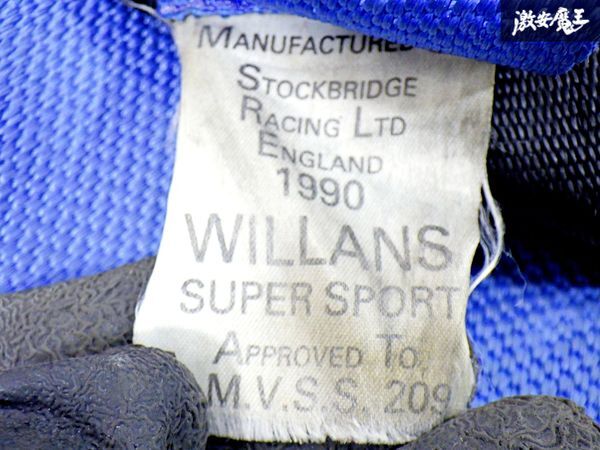 激安魔王
MANUFACTURED
STOCKBRIDGE
RACING LTD
ENGLAND
1990
WILLANS
SUPER SPORT
APPROVED TO,
M.V.S.S. 209